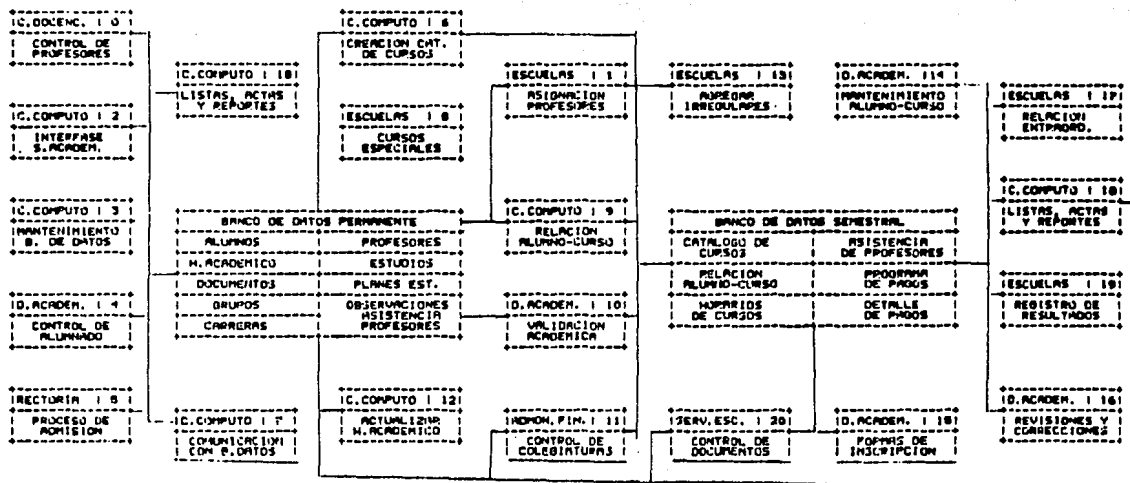 C.DOCENC. | 0
CONTROL DE
PROFESORES
C.COMPUTO | 6
CREACION CAT.
DE CURSOS
C.COMPUTO | 18
LISTAS, ACTAS
Y REPORTES
ESCUELAS | 1
ASIGNACION
PROFESORES
ESCUELAS | 13
AGREGAR
IRREGULARES
D.ACADEM. | 14
MANTENIMIENTO
ALUMNO-CURSO
ESCUELAS | 17
RELACION
EXTRAORD.
C.COMPUTO | 2
INTERFASE
S.ACADEM.
ESCUELAS | 8
CURSOS
ESPECIALES
C.COMPUTO | 3
MANTENIMIENTO
B. DE DATOS
BANCO DE DATOS PERMANENTE
ALUMNOS
PROFESORES
H.ACADEMICO
ESTUDIOS
DOCUMENTOS
PLANES EST.
GRUPOS
OBSERVACIONES
CARRERAS
ASISTENCIA
PROFESORES
C.COMPUTO | 9
RELACION
ALUMNO-CURSO
BANCO DE DATOS SEMESTRAL
CATALOGO DE
CURSOS
ASISTENCIA
DE PROFESORES
RELACION
ALUMNO-CURSO
PROGRAMA
DE PAGOS
HORARIOS
DE CURSOS
DETALLE
DE PAGOS
C.COMPUTO | 18
LISTAS, ACTAS
Y REPORTES
D.ACADEM. | 4
CONTROL DE
ALUMNADO
D.ACADEM. | 10
VALIDACION
ACADEMICA
ESCUELAS | 19
REGISTRO DE
RESULTADOS
RECTORIA | 5
PROCESO DE
ADMISION
C.COMPUTO | 7
COMUNICACION
CON B.DATOS
C.COMPUTO | 12
ACTUALIZAR
H.ACADEMICO
ADMON.FIN. | 11
CONTROL DE
COLEGIATURAS
SERV.ESC. | 20
CONTROL DE
DOCUMENTOS
D.ACADEM. | 15
FORMAS DE
INSCRIPCION
D.ACADEM. | 16
REVISIONES Y
CORRECCIONES